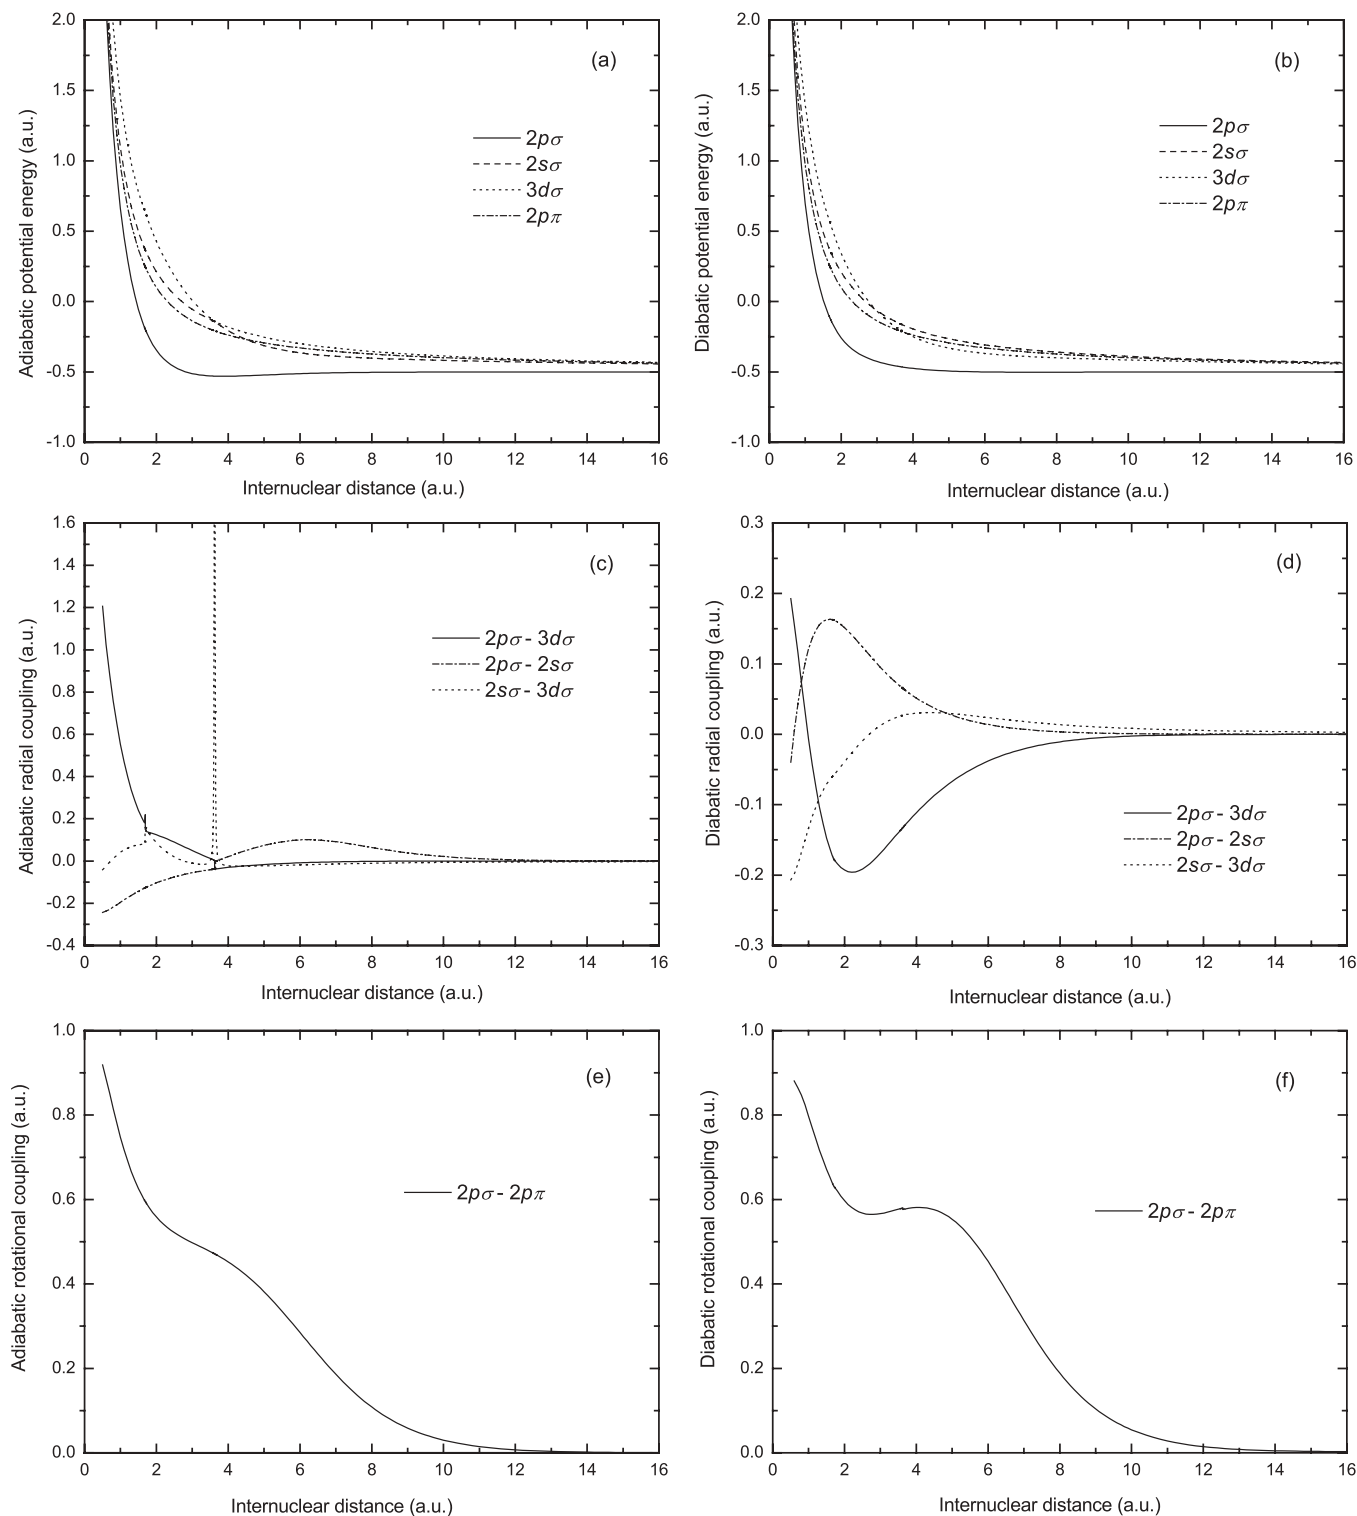 (a)
2pσ
2sσ
3dσ
2pπ
Adiabatic potential energy (a.u.)
2.0
1.5
1.0
0.5
0.0
-0.5
-1.0
0 2 4 6 8 10 12 14 16
Internuclear distance (a.u.)
(b)
2pσ
2sσ
3dσ
2pπ
Diabatic potential energy (a.u.)
2.0
1.5
1.0
0.5
0.0
-0.5
-1.0
0 2 4 6 8 10 12 14 16
Internuclear distance (a.u.)
(c)
2pσ - 3dσ
2pσ - 2sσ
2sσ - 3dσ
Adiabatic radial coupling (a.u.)
1.6
1.4
1.2
1.0
0.8
0.6
0.4
0.2
0.0
-0.2
-0.4
0 2 4 6 8 10 12 14 16
Internuclear distance (a.u.)
(d)
2pσ - 3dσ
2pσ - 2sσ
2sσ - 3dσ
Diabatic radial coupling (a.u.)
0.3
0.2
0.1
0.0
-0.1
-0.2
-0.3
0 2 4 6 8 10 12 14 16
Internuclear distance (a.u.)
(e)
2pσ - 2pπ
Adiabatic rotational coupling (a.u.)
1.0
0.8
0.6
0.4
0.2
0.0
0 2 4 6 8 10 12 14 16
Internuclear distance (a.u.)
(f)
2pσ - 2pπ
Diabatic rotational coupling (a.u.)
1.0
0.8
0.6
0.4
0.2
0.0
0 2 4 6 8 10 12 14 16
Internuclear distance (a.u.)